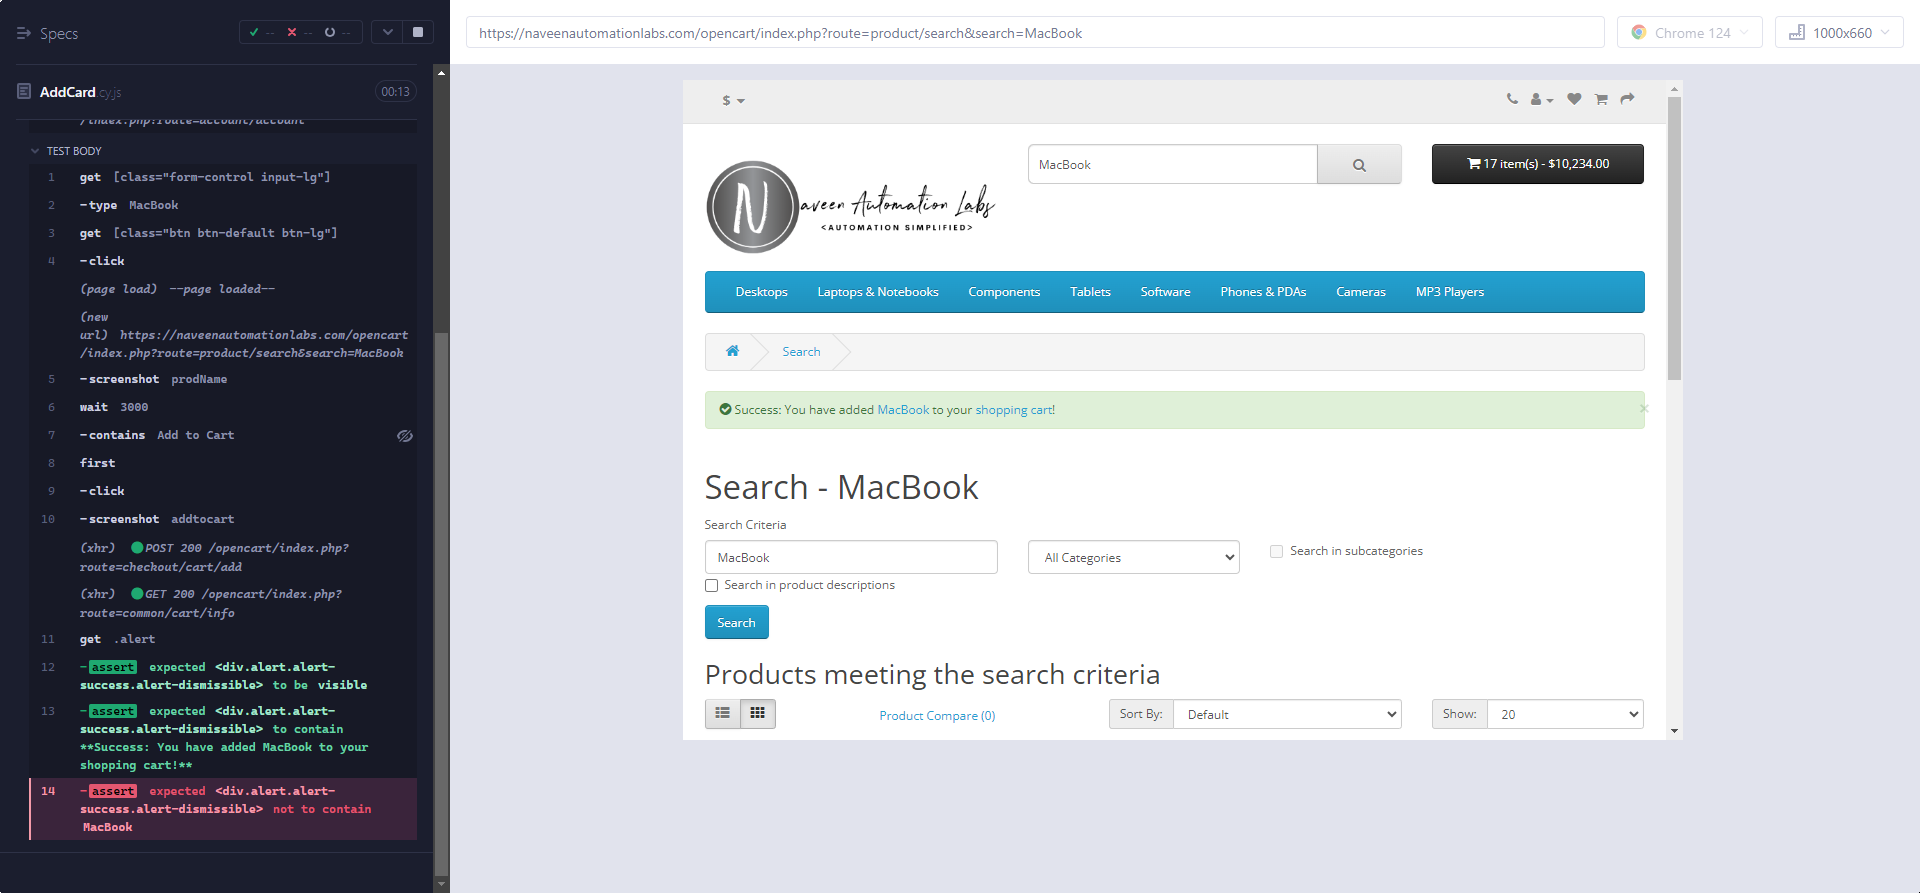 Specs
-- -- --
AddCard.cy.js
00:13
/index.php?route=account/account
TEST BODY
1 get [class="form-control input-lg"]
2 -type MacBook
3 get [class="btn btn-default btn-lg"]
4 -click
(page load) --page loaded--
(new
url) https://naveenautomationlabs.com/opencart
/index.php?route=product/search&search=MacBook
5 -screenshot prodName
6 wait 3000
7 -contains Add to Cart
8 first
9 -click
10 -screenshot addtocart
(xhr) POST 200 /opencart/index.php?
route=checkout/cart/add
(xhr) GET 200 /opencart/index.php?
route=common/cart/info
11 get .alert
12 -assert expected <div.alert.alert-
success.alert-dismissible> to be visible
13 -assert expected <div.alert.alert-
success.alert-dismissible> to contain
**Success: You have added MacBook to your
shopping cart!**
14 -assert expected <div.alert.alert-
success.alert-dismissible> not to contain
MacBook
https://naveenautomationlabs.com/opencart/index.php?route=product/search&search=MacBook
Chrome 124
1000x660
$
N
aveen Automation Labs
<AUTOMATION SIMPLIFIED>
MacBook
17 item(s) - $10,234.00
Desktops Laptops & Notebooks Components Tablets Software Phones & PDAs Cameras MP3 Players
Search
Success: You have added MacBook to your shopping cart!
×
Search - MacBook
Search Criteria
MacBook
All Categories
Search in subcategories
Search in product descriptions
Search
Products meeting the search criteria
Product Compare (0)
Sort By: Default
Show: 20